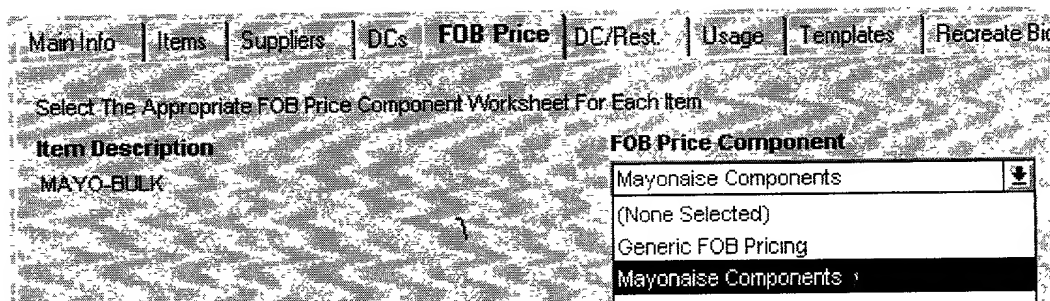 Main Info Items Suppliers DCs FOB Price DC/Rest. Usage Templates Recreate Bid
Select The Appropriate FOB Price Component Worksheet For Each Item
Item Description FOB Price Component
MAYO-BULK Mayonaise Components
(None Selected)
Generic FOB Pricing
Mayonaise Components